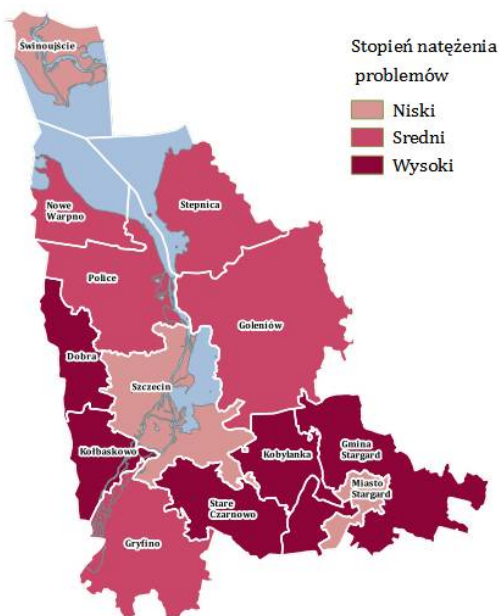 Świnoujście
Stopień natężenia
problemów
Niski
Sredni
Wysoki
Nowe
Warpno
Stepnica
Police
Goleniów
Dobra
Szczecin
Kołbaskowo
Kobylanka
Gmina
Stargard
Miasto
Stargard
Stare
Czarnowo
Gryfino